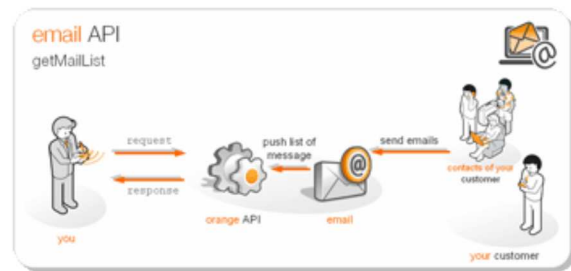 email API
getMailList
request
response
push list of
message
send emails
contacts of your
customer
you
orange API
email
your customer